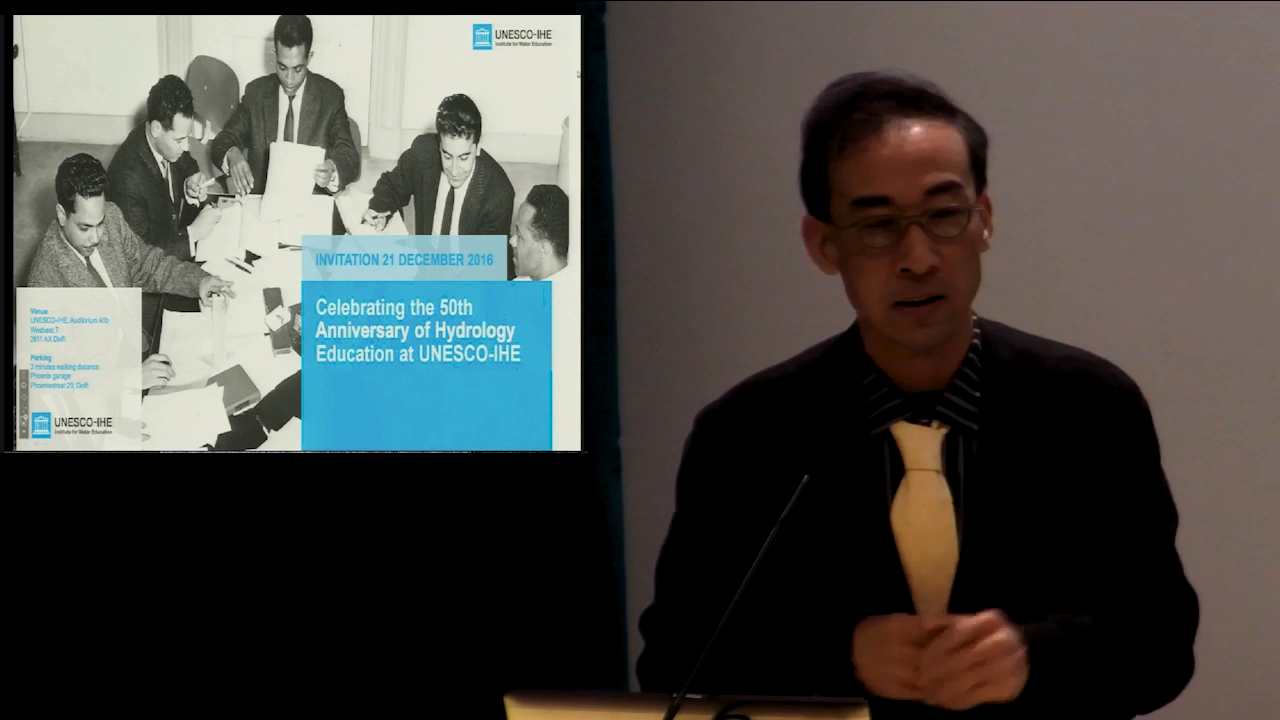 UNESCO-IHE
Institute for Water Education
INVITATION 21 DECEMBER 2016
Celebrating the 50th
Anniversary of Hydrology
Education at UNESCO-IHE
Venue
UNESCO-IHE, Auditorium A1b
Westvest 7
2611 AX Delft
Parking
3 minutes walking distance,
Phoenix garage
Phoenixstraat 29, Delft
UNESCO-IHE
Institute for Water Education